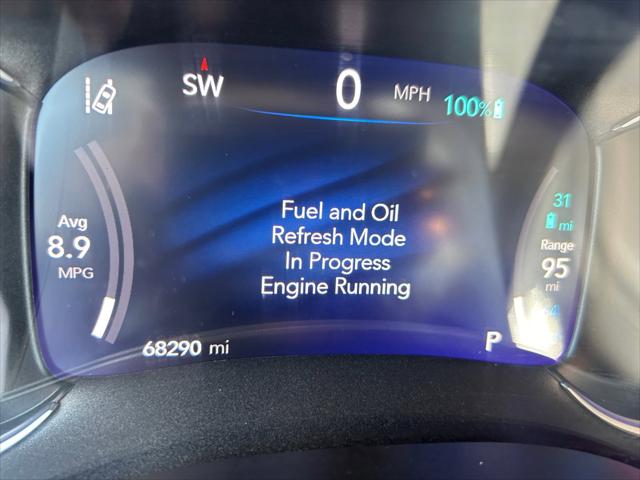 SW 0 MPH 100%
31
mi
Avg
8.9
MPG
Fuel and Oil
Refresh Mode
In Progress
Engine Running
Range
95
mi
68290 mi
P